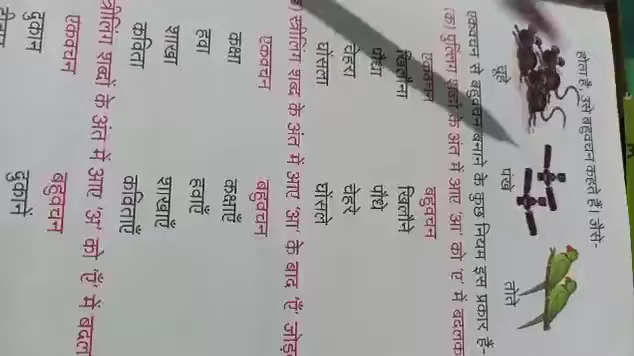 होता है, उसे बहुवचन कहते हैं। जैसे-
चूहे पंखे तोते
एकवचन से बहुवचन बनाने के कुछ नियम इस प्रकार हैं-
(क) पुल्लिंग शब्दों के अंत में आए 'आ' को 'ए' में बदलक
एकवचन बहुवचन
खिलौना खिलौने
पौधा पौधे
चेहरा चेहरे
घोंसला घोंसले
स्त्रीलिंग शब्द के अंत में आए 'आ' के बाद 'एँ' जोड़
एकवचन बहुवचन
कक्षा कक्षाएँ
हवा हवाएँ
शाखा शाखाएँ
कविता कविताएँ
स्त्रीलिंग शब्दों के अंत में आए 'अ' को 'एँ' में बदल
एकवचन बहुवचन
दुकान दुकानें